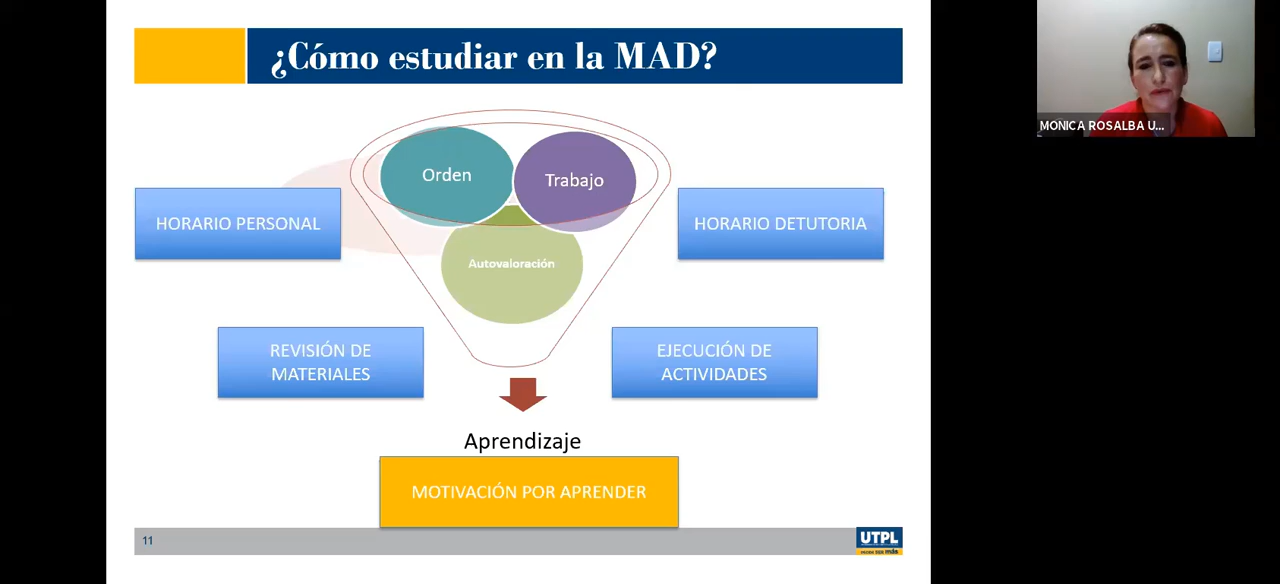 ¿Cómo estudiar en la MAD?
MONICA ROSALBA U...
Orden
Trabajo
HORARIO PERSONAL
HORARIO DETUTORIA
Autovaloración
REVISIÓN DE
MATERIALES
EJECUCIÓN DE
ACTIVIDADES
Aprendizaje
MOTIVACIÓN POR APRENDER
11
UTPL